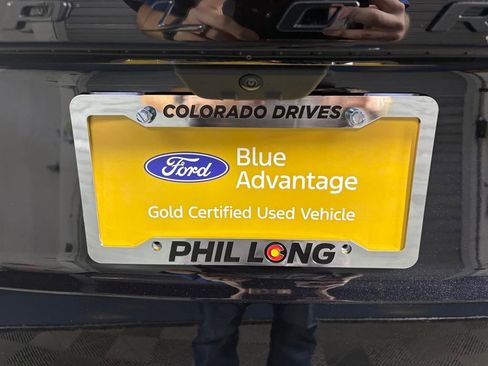 COLORADO DRIVES
Ford
Blue
Advantage
Gold Certified Used Vehicle
PHIL LONG